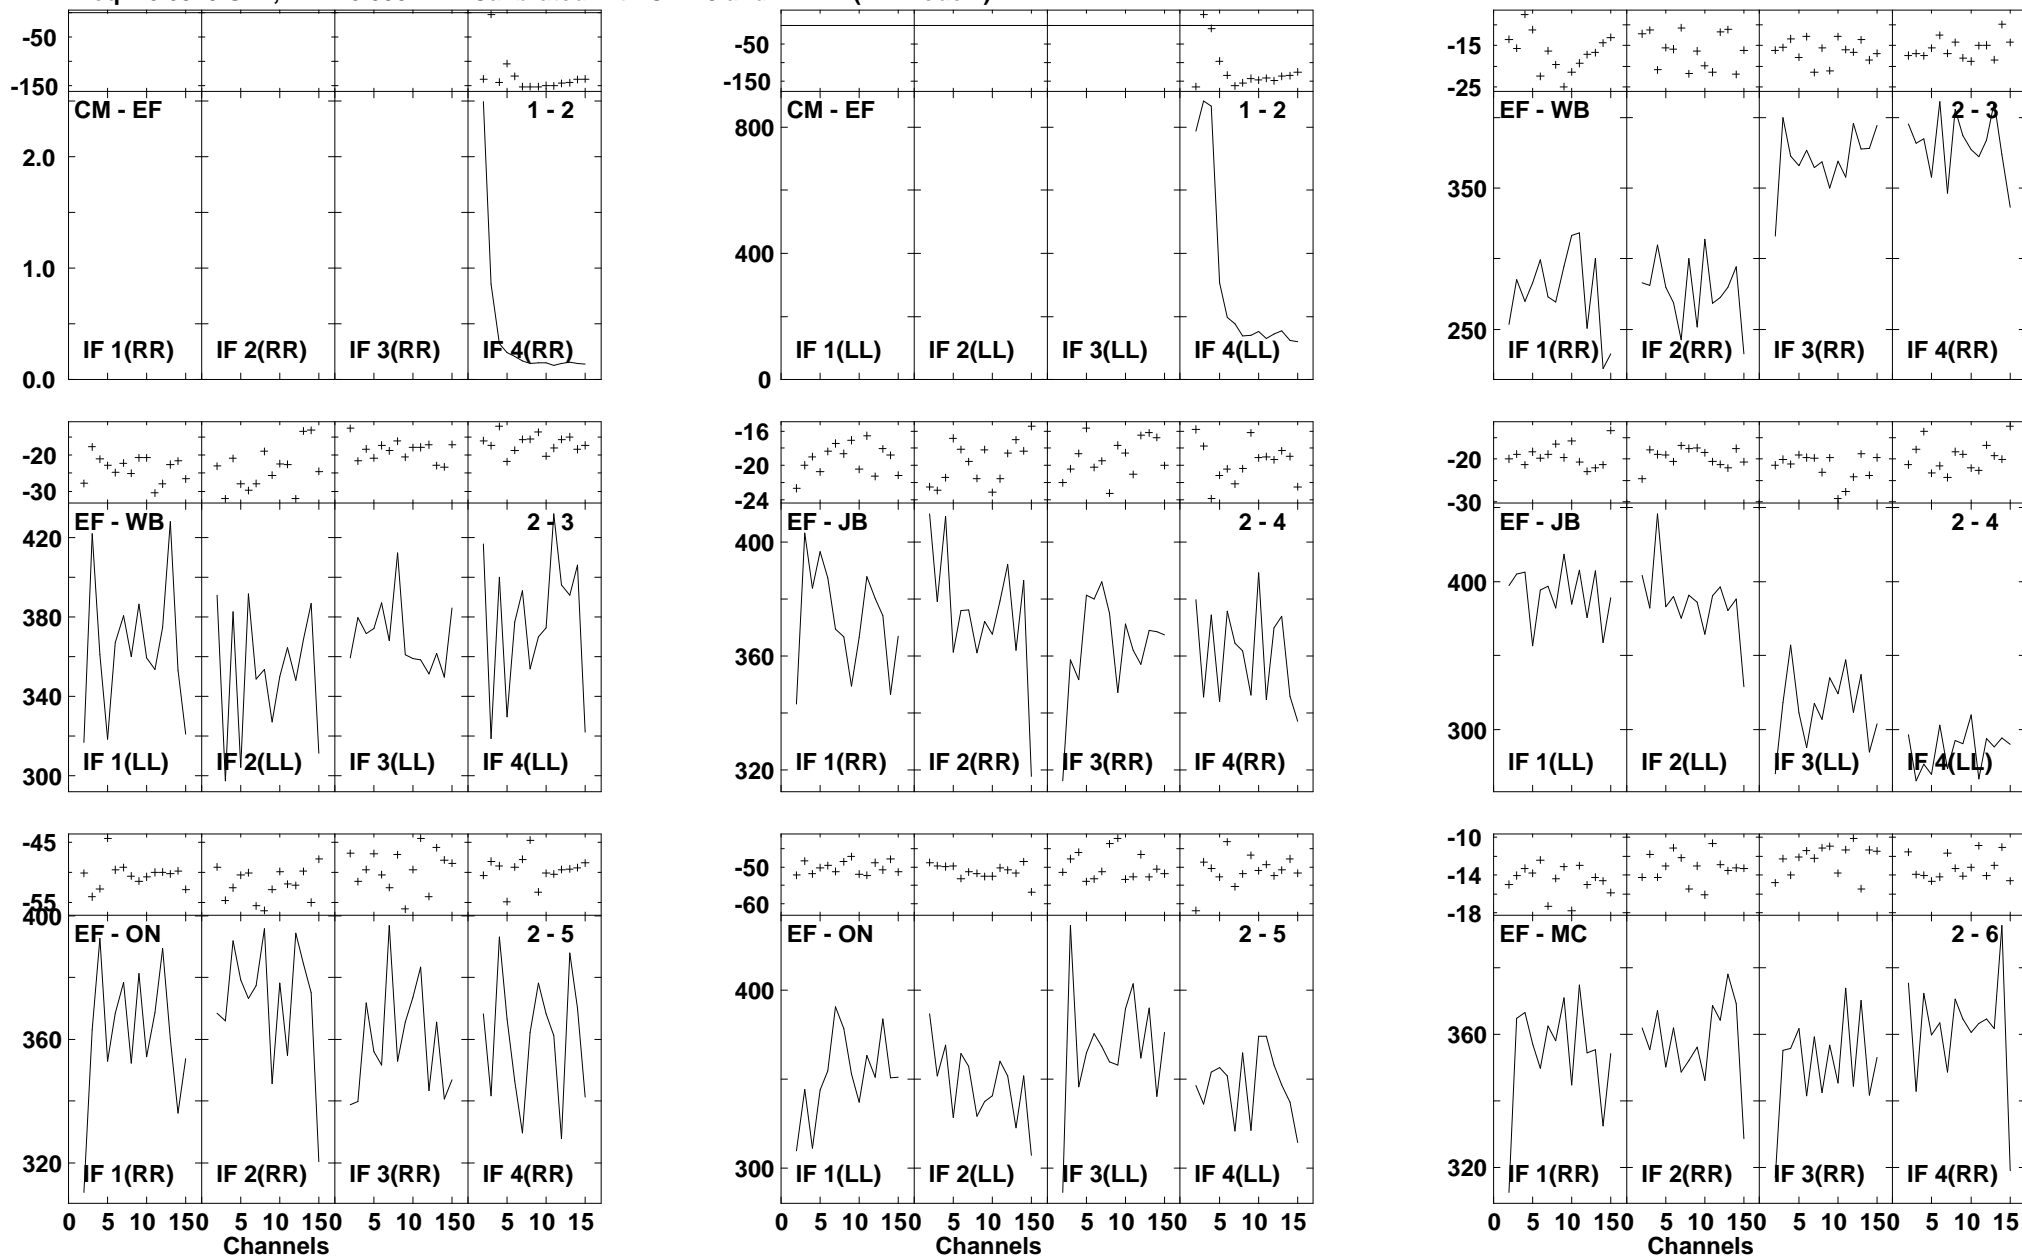 -50
-150
CM - EF 1 - 2
2.0
1.0
0.0
IF 1(RR) IF 2(RR) IF 3(RR) IF 4(RR)
-50
-150
CM - EF 1 - 2
800
400
0
IF 1(LL) IF 2(LL) IF 3(LL) IF 4(LL)
-15
-25
EF - WB 2 - 3
350
250
IF 1(RR) IF 2(RR) IF 3(RR) IF 4(RR)
-20
-30
EF - WB 2 - 3
420
380
340
300
IF 1(LL) IF 2(LL) IF 3(LL) IF 4(LL)
-16
-20
-24
EF - JB 2 - 4
400
360
320
IF 1(RR) IF 2(RR) IF 3(RR) IF 4(RR)
-20
-30
EF - JB 2 - 4
400
300
IF 1(LL) IF 2(LL) IF 3(LL) IF 4(LL)
-45
-55
400
EF - ON 2 - 5
360
320
IF 1(RR) IF 2(RR) IF 3(RR) IF 4(RR)
0 5 10 150 5 10 150 5 10 150 5 10 15
Channels
-50
-60
EF - ON 2 - 5
400
300
IF 1(LL) IF 2(LL) IF 3(LL) IF 4(LL)
0 5 10 150 5 10 150 5 10 150 5 10 15
Channels
-10
-14
-18
EF - MC 2 - 6
360
320
IF 1(RR) IF 2(RR) IF 3(RR) IF 4(RR)
0 5 10 150 5 10 150 5 10 150 5 10 15
Channels